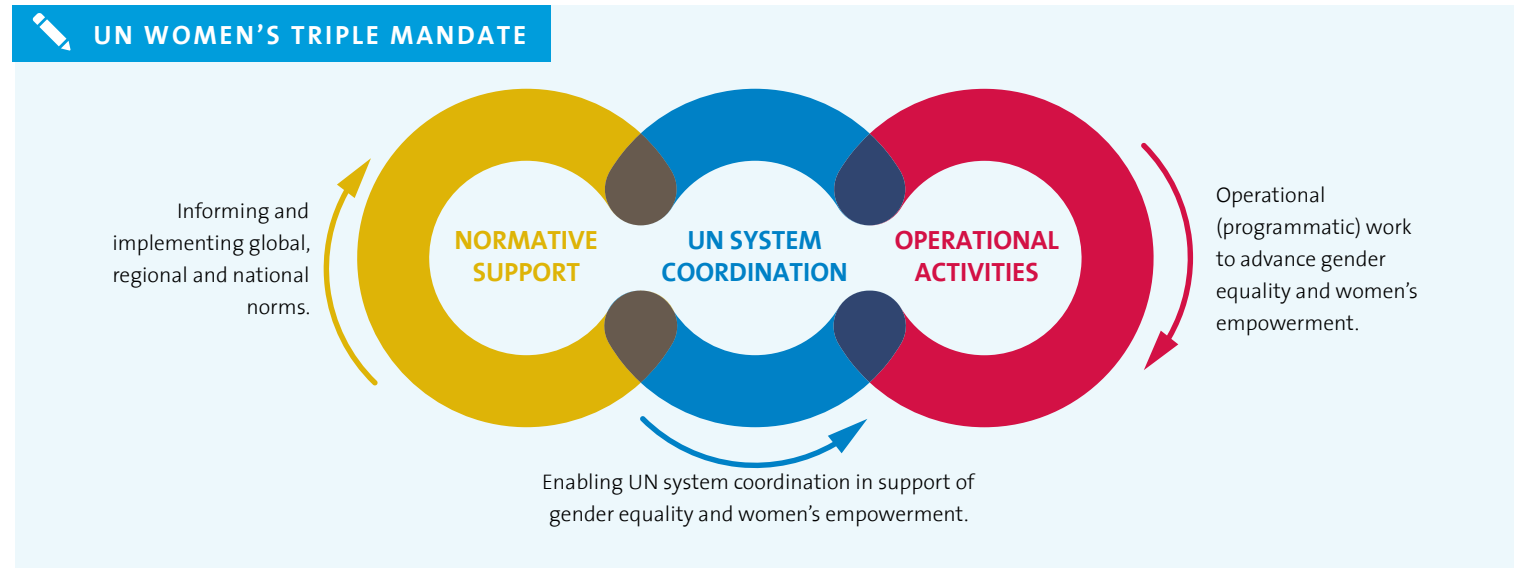 UN WOMEN’S TRIPLE MANDATE
Informing and
implementing global,
regional and national
norms.
NORMATIVE
SUPPORT
UN SYSTEM
COORDINATION
OPERATIONAL
ACTIVITIES
Operational
(programmatic) work
to advance gender
equality and women’s
empowerment.
Enabling UN system coordination in support of
gender equality and women’s empowerment.